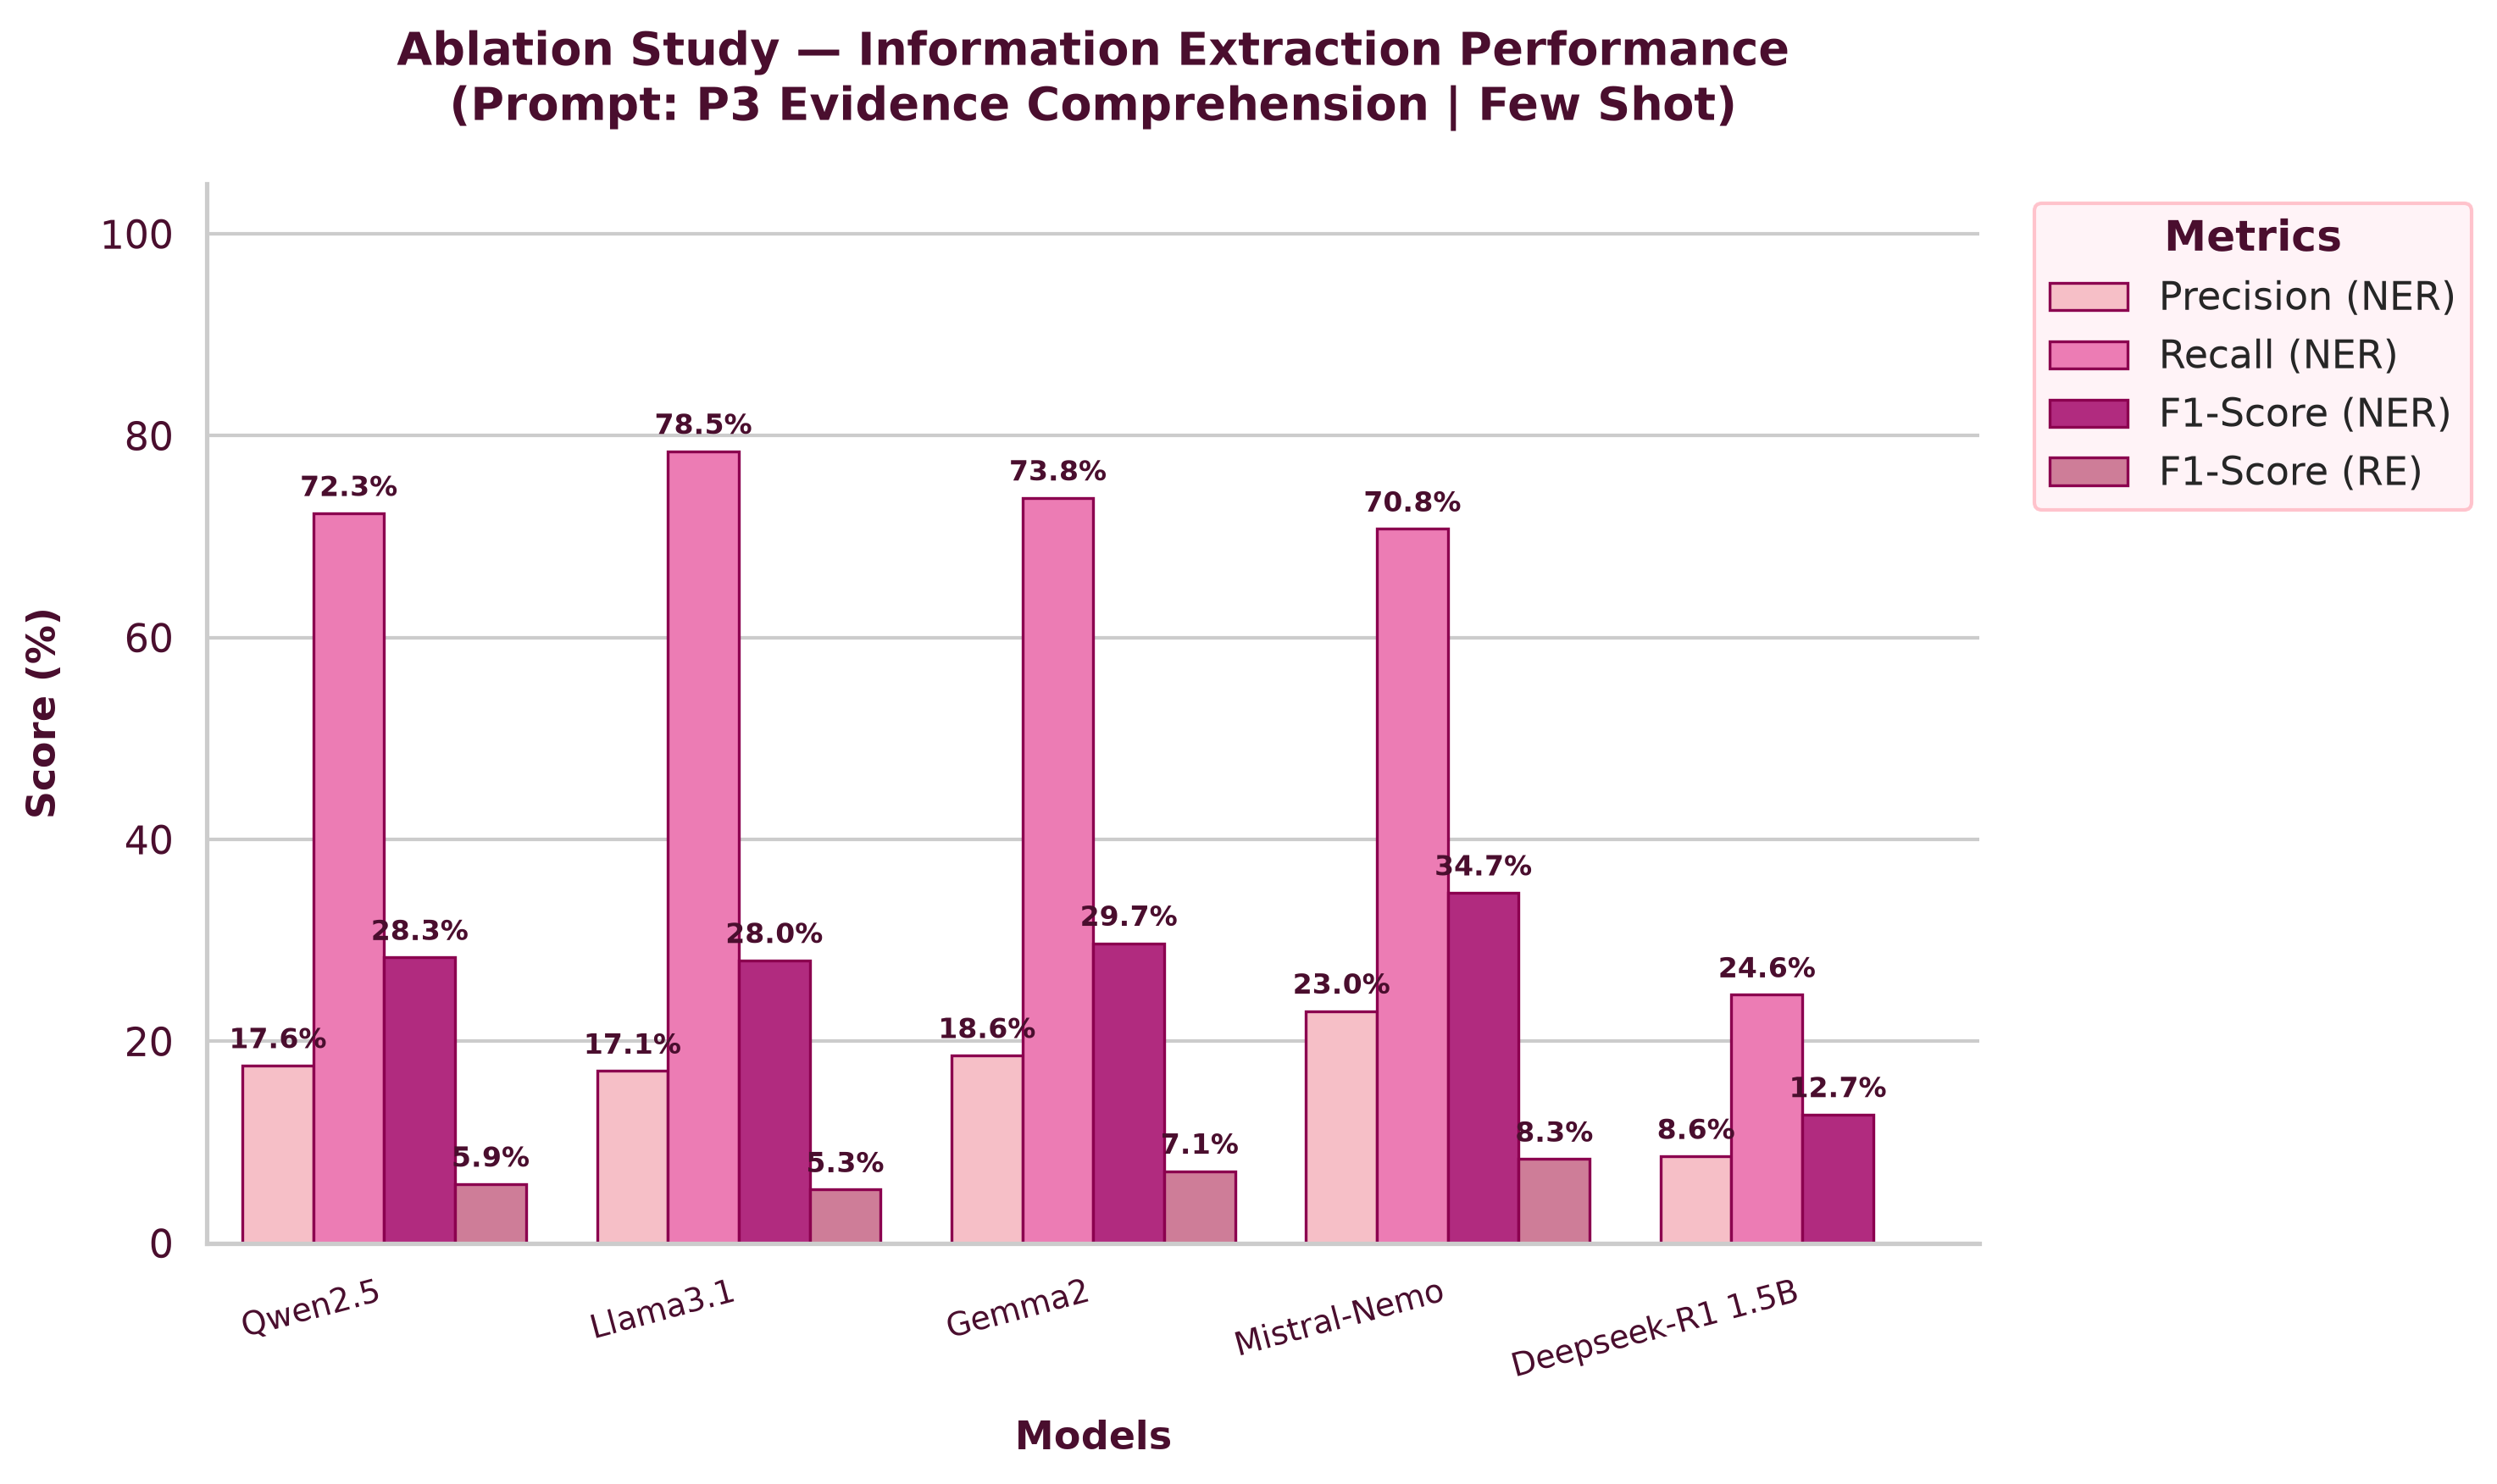 Ablation Study — Information Extraction Performance
(Prompt: P3 Evidence Comprehension | Few Shot)
Score (%)
100
80
60
40
20
0
72.3%
78.5%
73.8%
70.8%
34.7%
28.3%
28.0%
29.7%
23.0%
24.6%
17.6%
17.1%
18.6%
12.7%
8.6%
5.9%
5.3%
7.1%
8.3%
Qwen2.5
Llama3.1
Gemma2
Mistral-Nemo
Deepseek-R1 1.5B
Models
Metrics
Precision (NER)
Recall (NER)
F1-Score (NER)
F1-Score (RE)